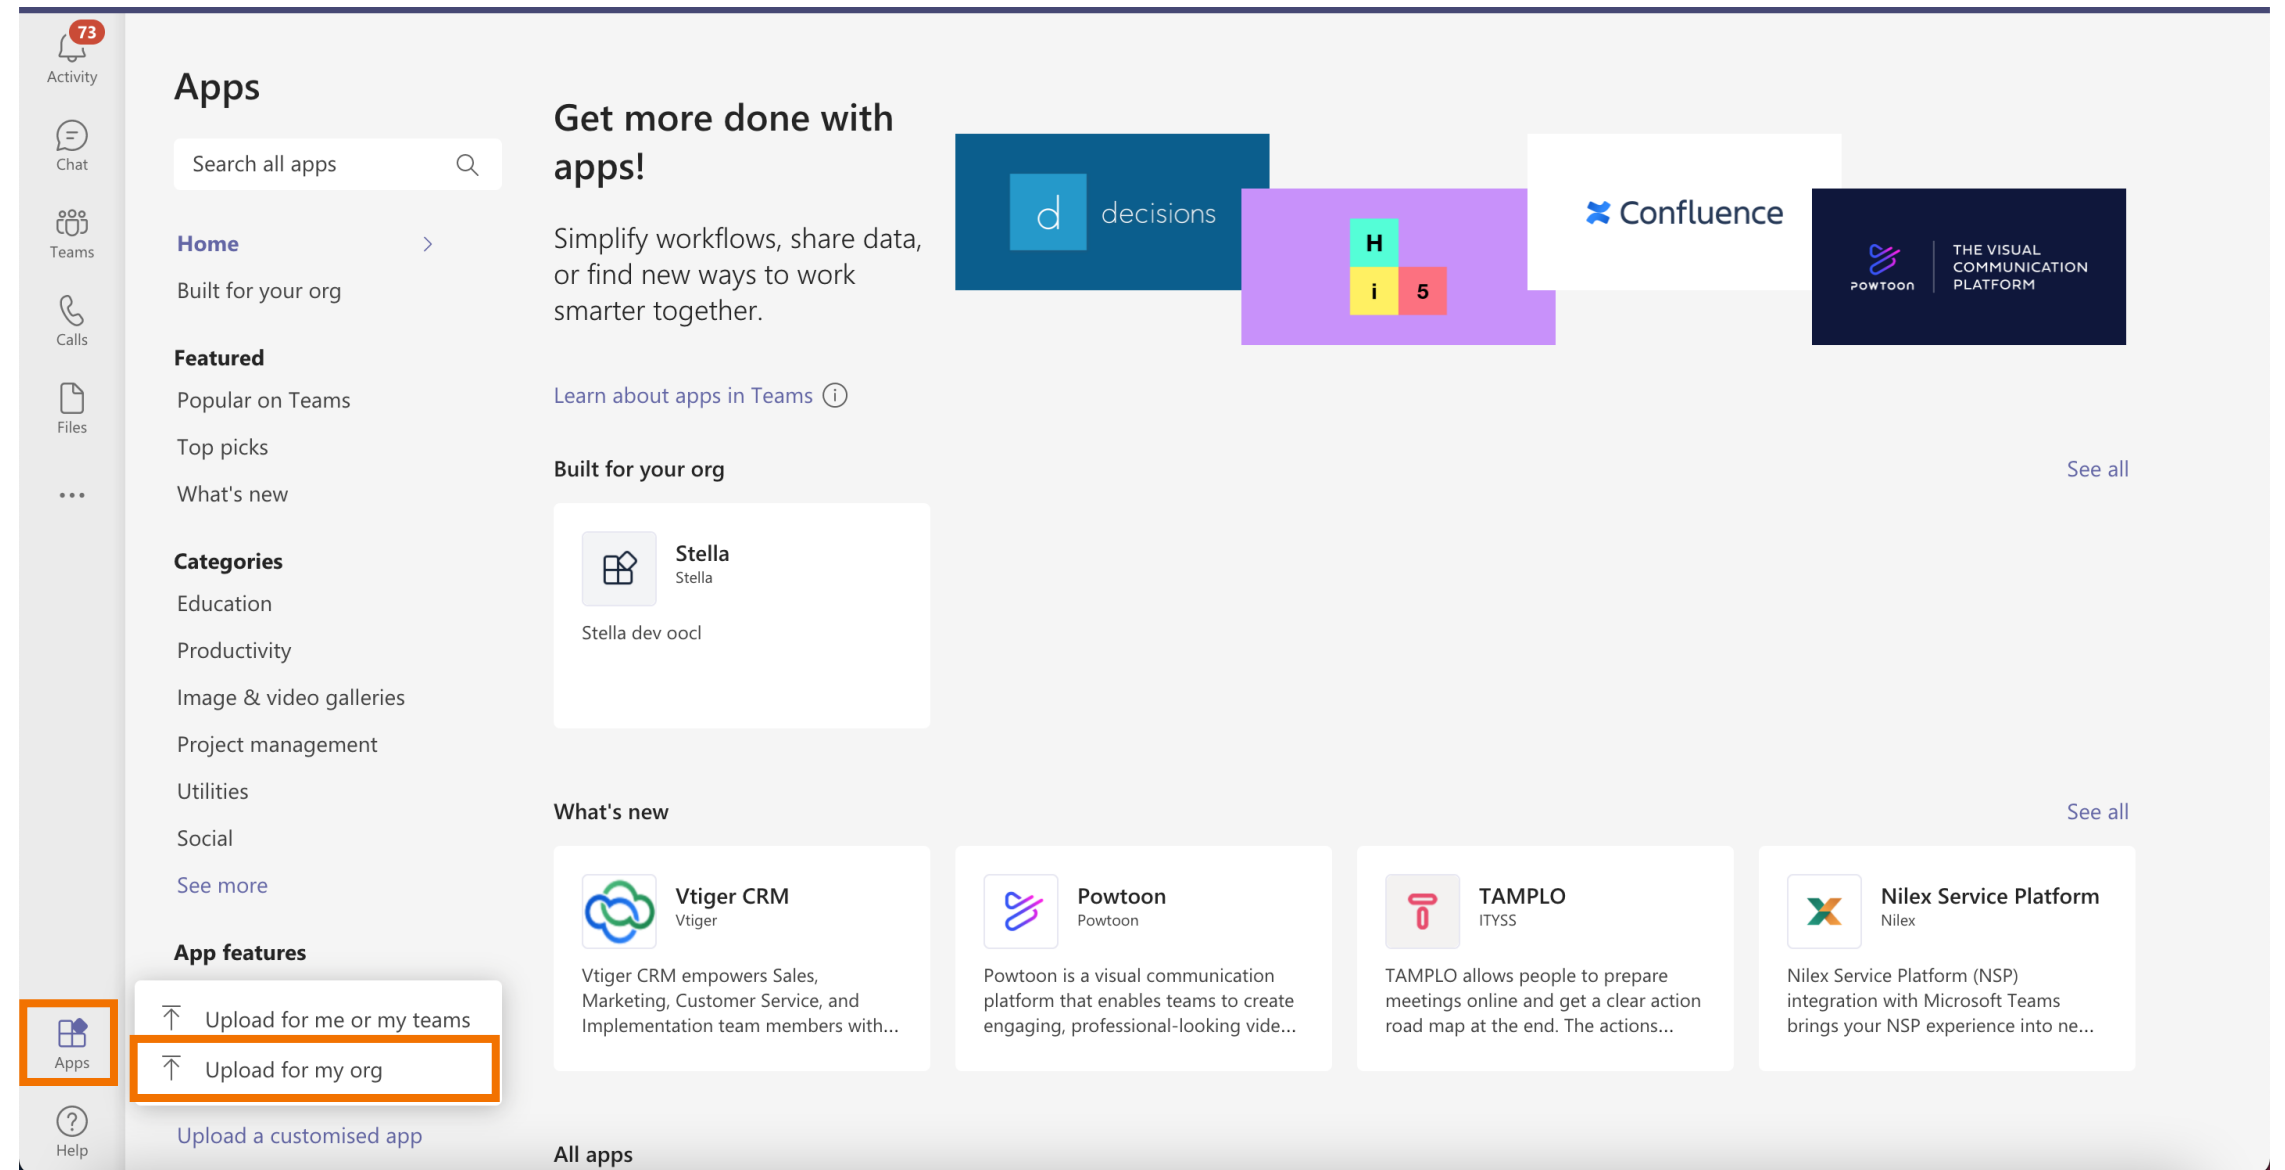 73
Activity
Chat
Teams
Calls
Files
Apps
Help
Apps
Search all apps
Home
Built for your org
Featured
Popular on Teams
Top picks
What's new
Categories
Education
Productivity
Image & video galleries
Project management
Utilities
Social
See more
App features
Upload for me or my teams
Upload for my org
Upload a customised app
Get more done with
apps!
Simplify workflows, share data,
or find new ways to work
smarter together.
Learn about apps in Teams
d decisions
H
i 5
Confluence
POWTOON
THE VISUAL
COMMUNICATION
PLATFORM
Built for your org
See all
Stella
Stella
Stella dev oocl
What's new
See all
Vtiger CRM
Vtiger
Vtiger CRM empowers Sales,
Marketing, Customer Service, and
Implementation team members with...
Powtoon
Powtoon
Powtoon is a visual communication
platform that enables teams to create
engaging, professional-looking vide...
TAMPLO
ITYSS
TAMPLO allows people to prepare
meetings online and get a clear action
road map at the end. The actions...
Nilex Service Platform
Nilex
Nilex Service Platform (NSP)
integration with Microsoft Teams
brings your NSP experience into ne...
All apps